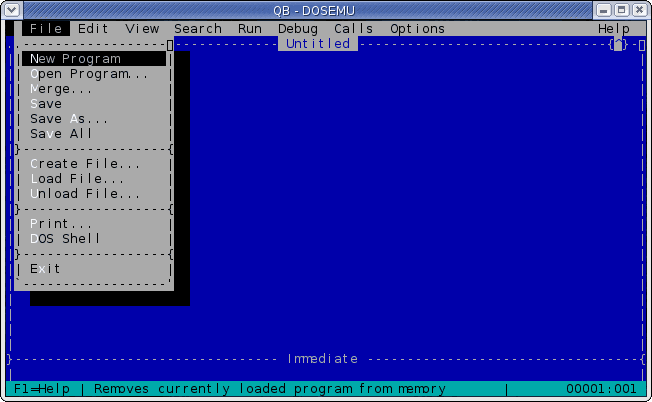 QB - DOSEMU
File Edit View Search Run Debug Calls Options Help
Untitled
New Program
Open Program...
Merge...
Save
Save As...
Save All
Create File...
Load File...
Unload File...
Print...
DOS Shell
Exit
Immediate
F1=Help | Removes currently loaded program from memory | 00001:001